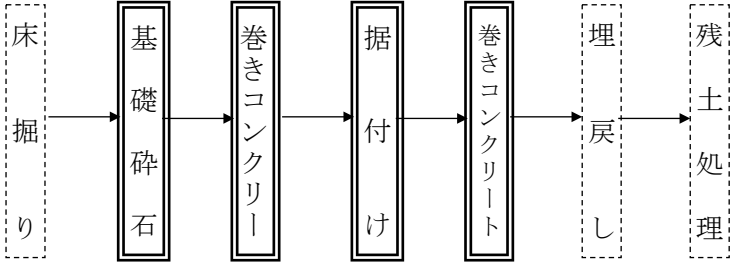 床掘り
基礎砕石
巻きコンクリー
据付け
巻きコンクリート
埋戻し
残土処理